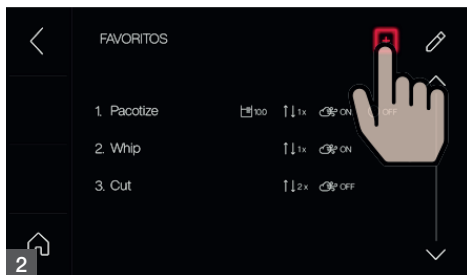 FAVORITOS
1. Pacotize 100 1x ON OFF
2. Whip 1x ON
3. Cut 2x OFF
2